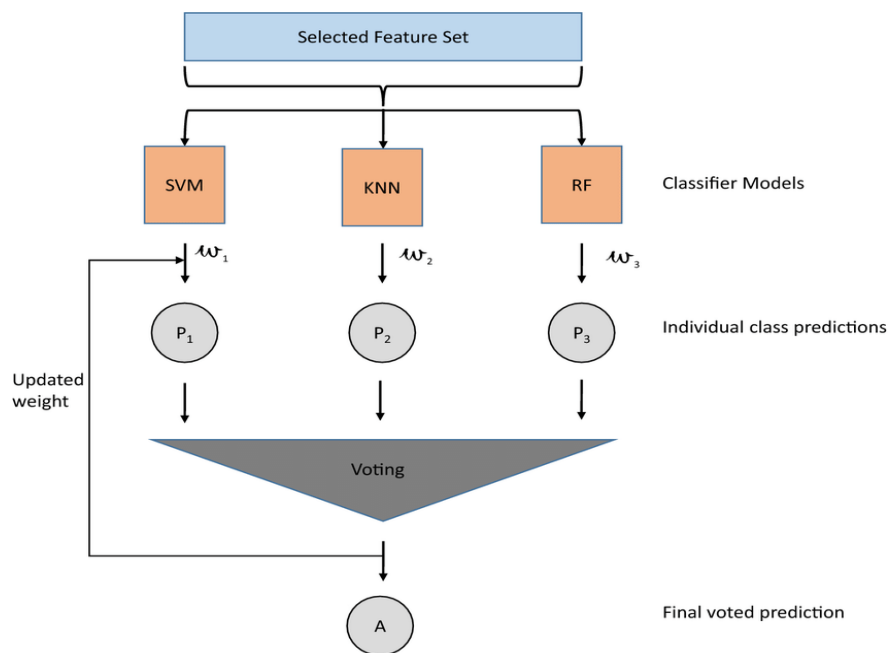 Selected Feature Set
SVM
KNN
RF
Classifier Models
𝓌₁
𝓌₂
𝓌₃
P₁
P₂
P₃
Individual class predictions
Updated
weight
Voting
A
Final voted prediction